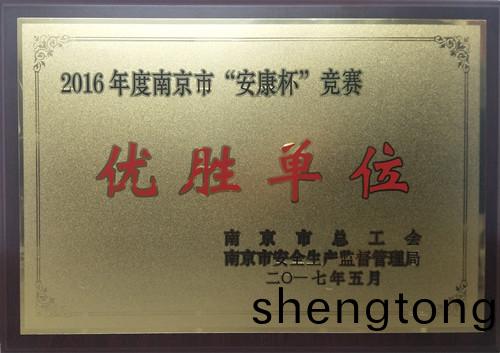 2016年度南京市“安康杯”竞赛
优胜单位
南京市总工会
南京市安全生产监督管理局
二〇一七年五月
shengtong